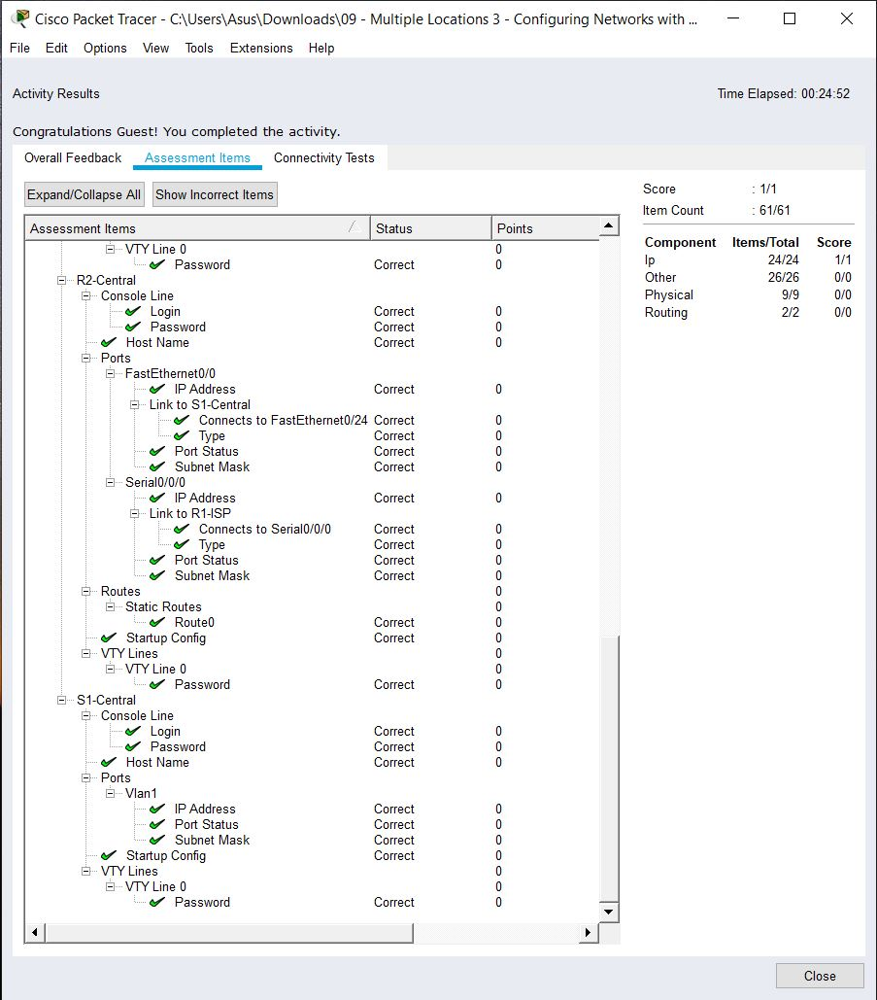 Cisco Packet Tracer - C:\Users\Asus\Downloads\09 - Multiple Locations 3 - Configuring Networks with ...
File Edit Options View Tools Extensions Help
Activity Results
Time Elapsed: 00:24:52
Congratulations Guest! You completed the activity.
Overall Feedback Assessment Items Connectivity Tests
Expand/Collapse All Show Incorrect Items
Assessment Items Status Points
VTY Line 0 0
Password Correct 0
R2-Central
Console Line
Login Correct 0
Password Correct 0
Host Name Correct 0
Ports
FastEthernet0/0
IP Address Correct 0
Link to S1-Central
Connects to FastEthernet0/24 Correct 0
Type Correct 0
Port Status Correct 0
Subnet Mask Correct 0
Serial0/0/0
IP Address Correct 0
Link to R1-ISP
Connects to Serial0/0/0 Correct 0
Type Correct 0
Port Status Correct 0
Subnet Mask Correct 0
Routes 0
Static Routes 0
Route0 Correct 0
Startup Config Correct 0
VTY Lines 0
VTY Line 0 0
Password Correct 0
S1-Central
Console Line
Login Correct 0
Password Correct 0
Host Name Correct 0
Ports
Vlan1
IP Address Correct 0
Port Status Correct 0
Subnet Mask Correct 0
Startup Config Correct 0
VTY Lines 0
VTY Line 0 0
Password Correct 0
Score : 1/1
Item Count : 61/61
Component Items/Total Score
Ip 24/24 1/1
Other 26/26 0/0
Physical 9/9 0/0
Routing 2/2 0/0
Close